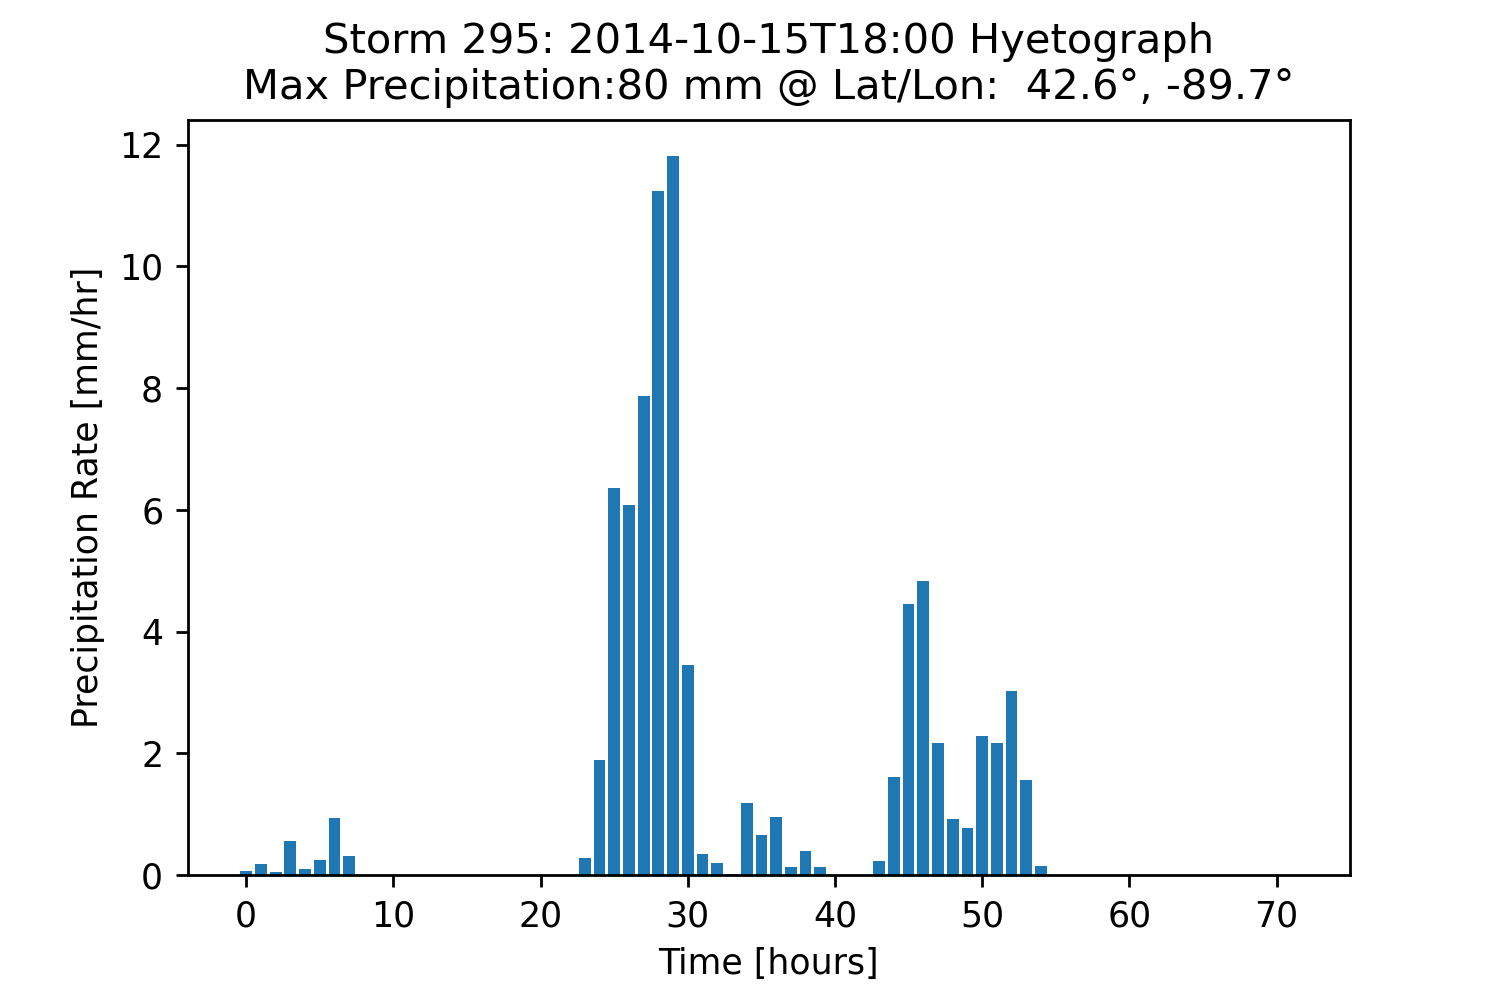 Storm 295: 2014-10-15T18:00 Hyetograph
Max Precipitation:80 mm @ Lat/Lon:  42.6°, -89.7°
12
10
8
6
4
2
0
Precipitation Rate [mm/hr]
0 10 20 30 40 50 60 70
Time [hours]